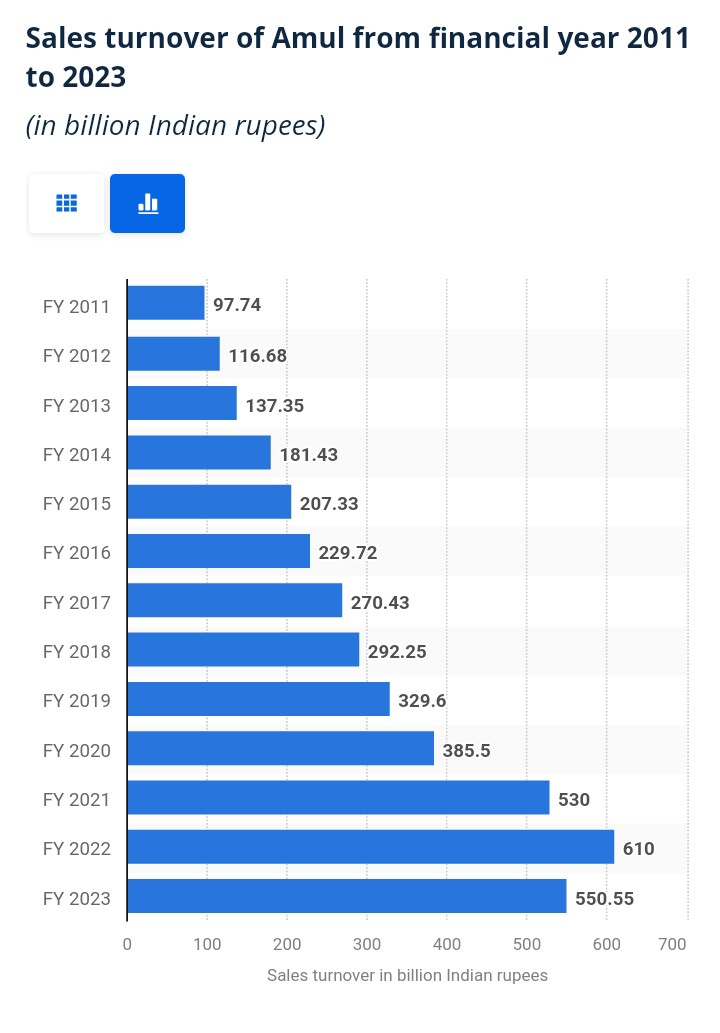 Sales turnover of Amul from financial year 2011
to 2023
(in billion Indian rupees)
FY 2011 97.74
FY 2012 116.68
FY 2013 137.35
FY 2014 181.43
FY 2015 207.33
FY 2016 229.72
FY 2017 270.43
FY 2018 292.25
FY 2019 329.6
FY 2020 385.5
FY 2021 530
FY 2022 610
FY 2023 550.55
0 100 200 300 400 500 600 700
Sales turnover in billion Indian rupees